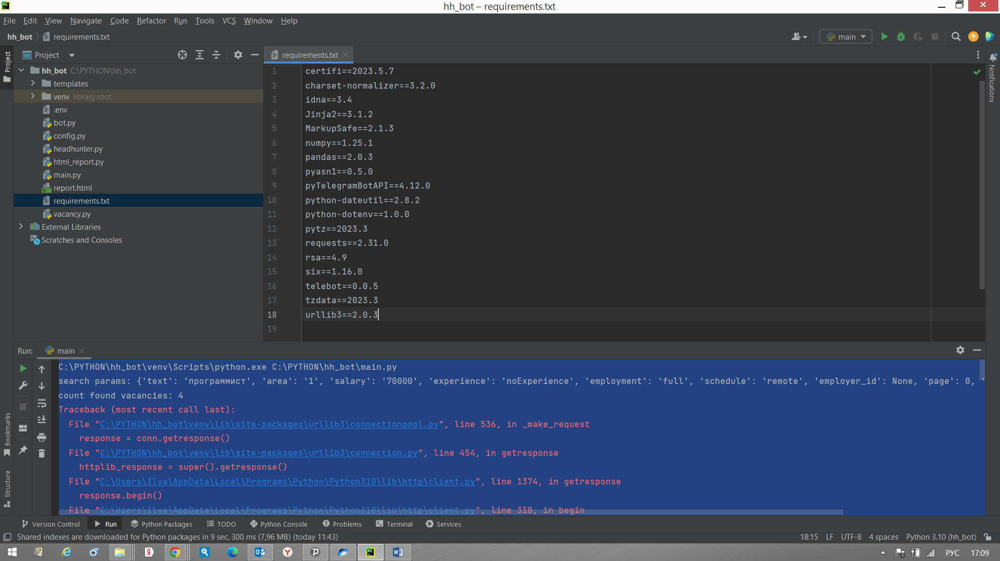 hh_bot – requirements.txt
File Edit View Navigate Code Refactor Run Tools VCS Window Help
hh_bot requirements.txt
main
Project
Project
requirements.txt
hh_bot C:\PYTHON\hh_bot
templates
venv library root
.env
bot.py
config.py
headhunter.py
html_report.py
main.py
report.html
requirements.txt
vacancy.py
External Libraries
Scratches and Consoles
1 certifi==2023.5.7
2 charset-normalizer==3.2.0
3 idna==3.4
4 Jinja2==3.1.2
5 MarkupSafe==2.1.3
6 numpy==1.25.1
7 pandas==2.0.3
8 pyasn1==0.5.0
9 pyTelegramBotAPI==4.12.0
10 python-dateutil==2.8.2
11 python-dotenv==1.0.0
12 pytz==2023.3
13 requests==2.31.0
14 rsa==4.9
15 six==1.16.0
16 telebot==0.0.5
17 tzdata==2023.3
18 urllib3==2.0.3
19
Notifications
Run: main
C:\PYTHON\hh_bot\venv\Scripts\python.exe C:\PYTHON\hh_bot\main.py
search params: {'text': 'программист', 'area': '1', 'salary': '70000', 'experience': 'noExperience', 'employment': 'full', 'schedule': 'remote', 'employer_id': None, 'page': 0, '
count found vacancies: 4
Traceback (most recent call last):
File "C:\PYTHON\hh_bot\venv\lib\site-packages\urllib3\connectionpool.py", line 536, in _make_request
response = conn.getresponse()
File "C:\PYTHON\hh_bot\venv\lib\site-packages\urllib3\connection.py", line 454, in getresponse
httplib_response = super().getresponse()
File "C:\Users\Ilya\AppData\Local\Programs\Python\Python310\lib\http\client.py", line 1374, in getresponse
response.begin()
File "C:\Users\Ilya\AppData\Local\Programs\Python\Python310\lib\http\client.py", line 318, in begin
Bookmarks
Structure
Version Control Run Python Packages TODO Python Console Problems Terminal Services
Shared indexes are downloaded for Python packages in 9 sec, 300 ms (7,96 MB) (today 11:43)
18:15 LF UTF-8 4 spaces Python 3.10 (hh_bot)
РУС 17:09